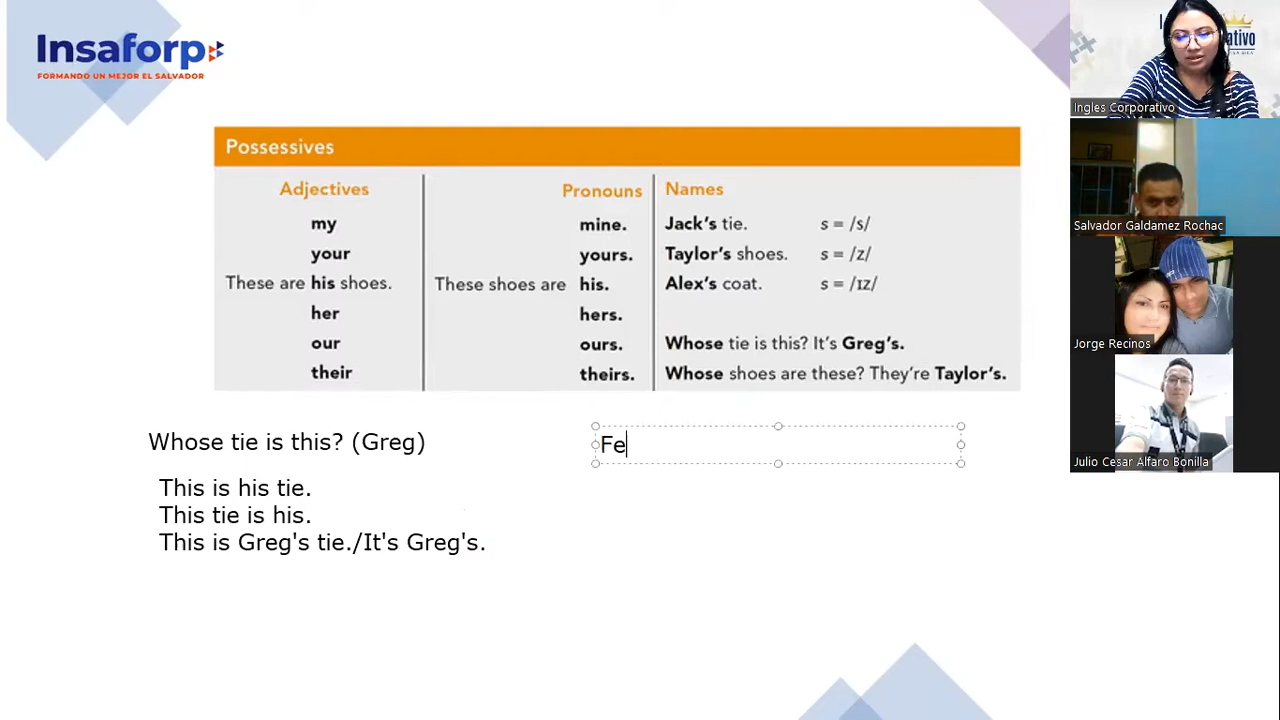 Insaforp
FORMANDO UN MEJOR EL SALVADOR
Possessives
Adjectives
my
your
These are his shoes.
her
our
their
Pronouns
mine.
yours.
These shoes are his.
hers.
ours.
theirs.
Names
Jack's tie. s = /s/
Taylor's shoes. s = /z/
Alex's coat. s = /ɪz/
Whose tie is this? It's Greg's.
Whose shoes are these? They're Taylor's.
Whose tie is this? (Greg)
This is his tie.
This tie is his.
This is Greg's tie./It's Greg's.
Fe
Ingles Corporativo
Salvador Galdamez Rochac
Jorge Recinos
Julio Cesar Alfaro Bonilla